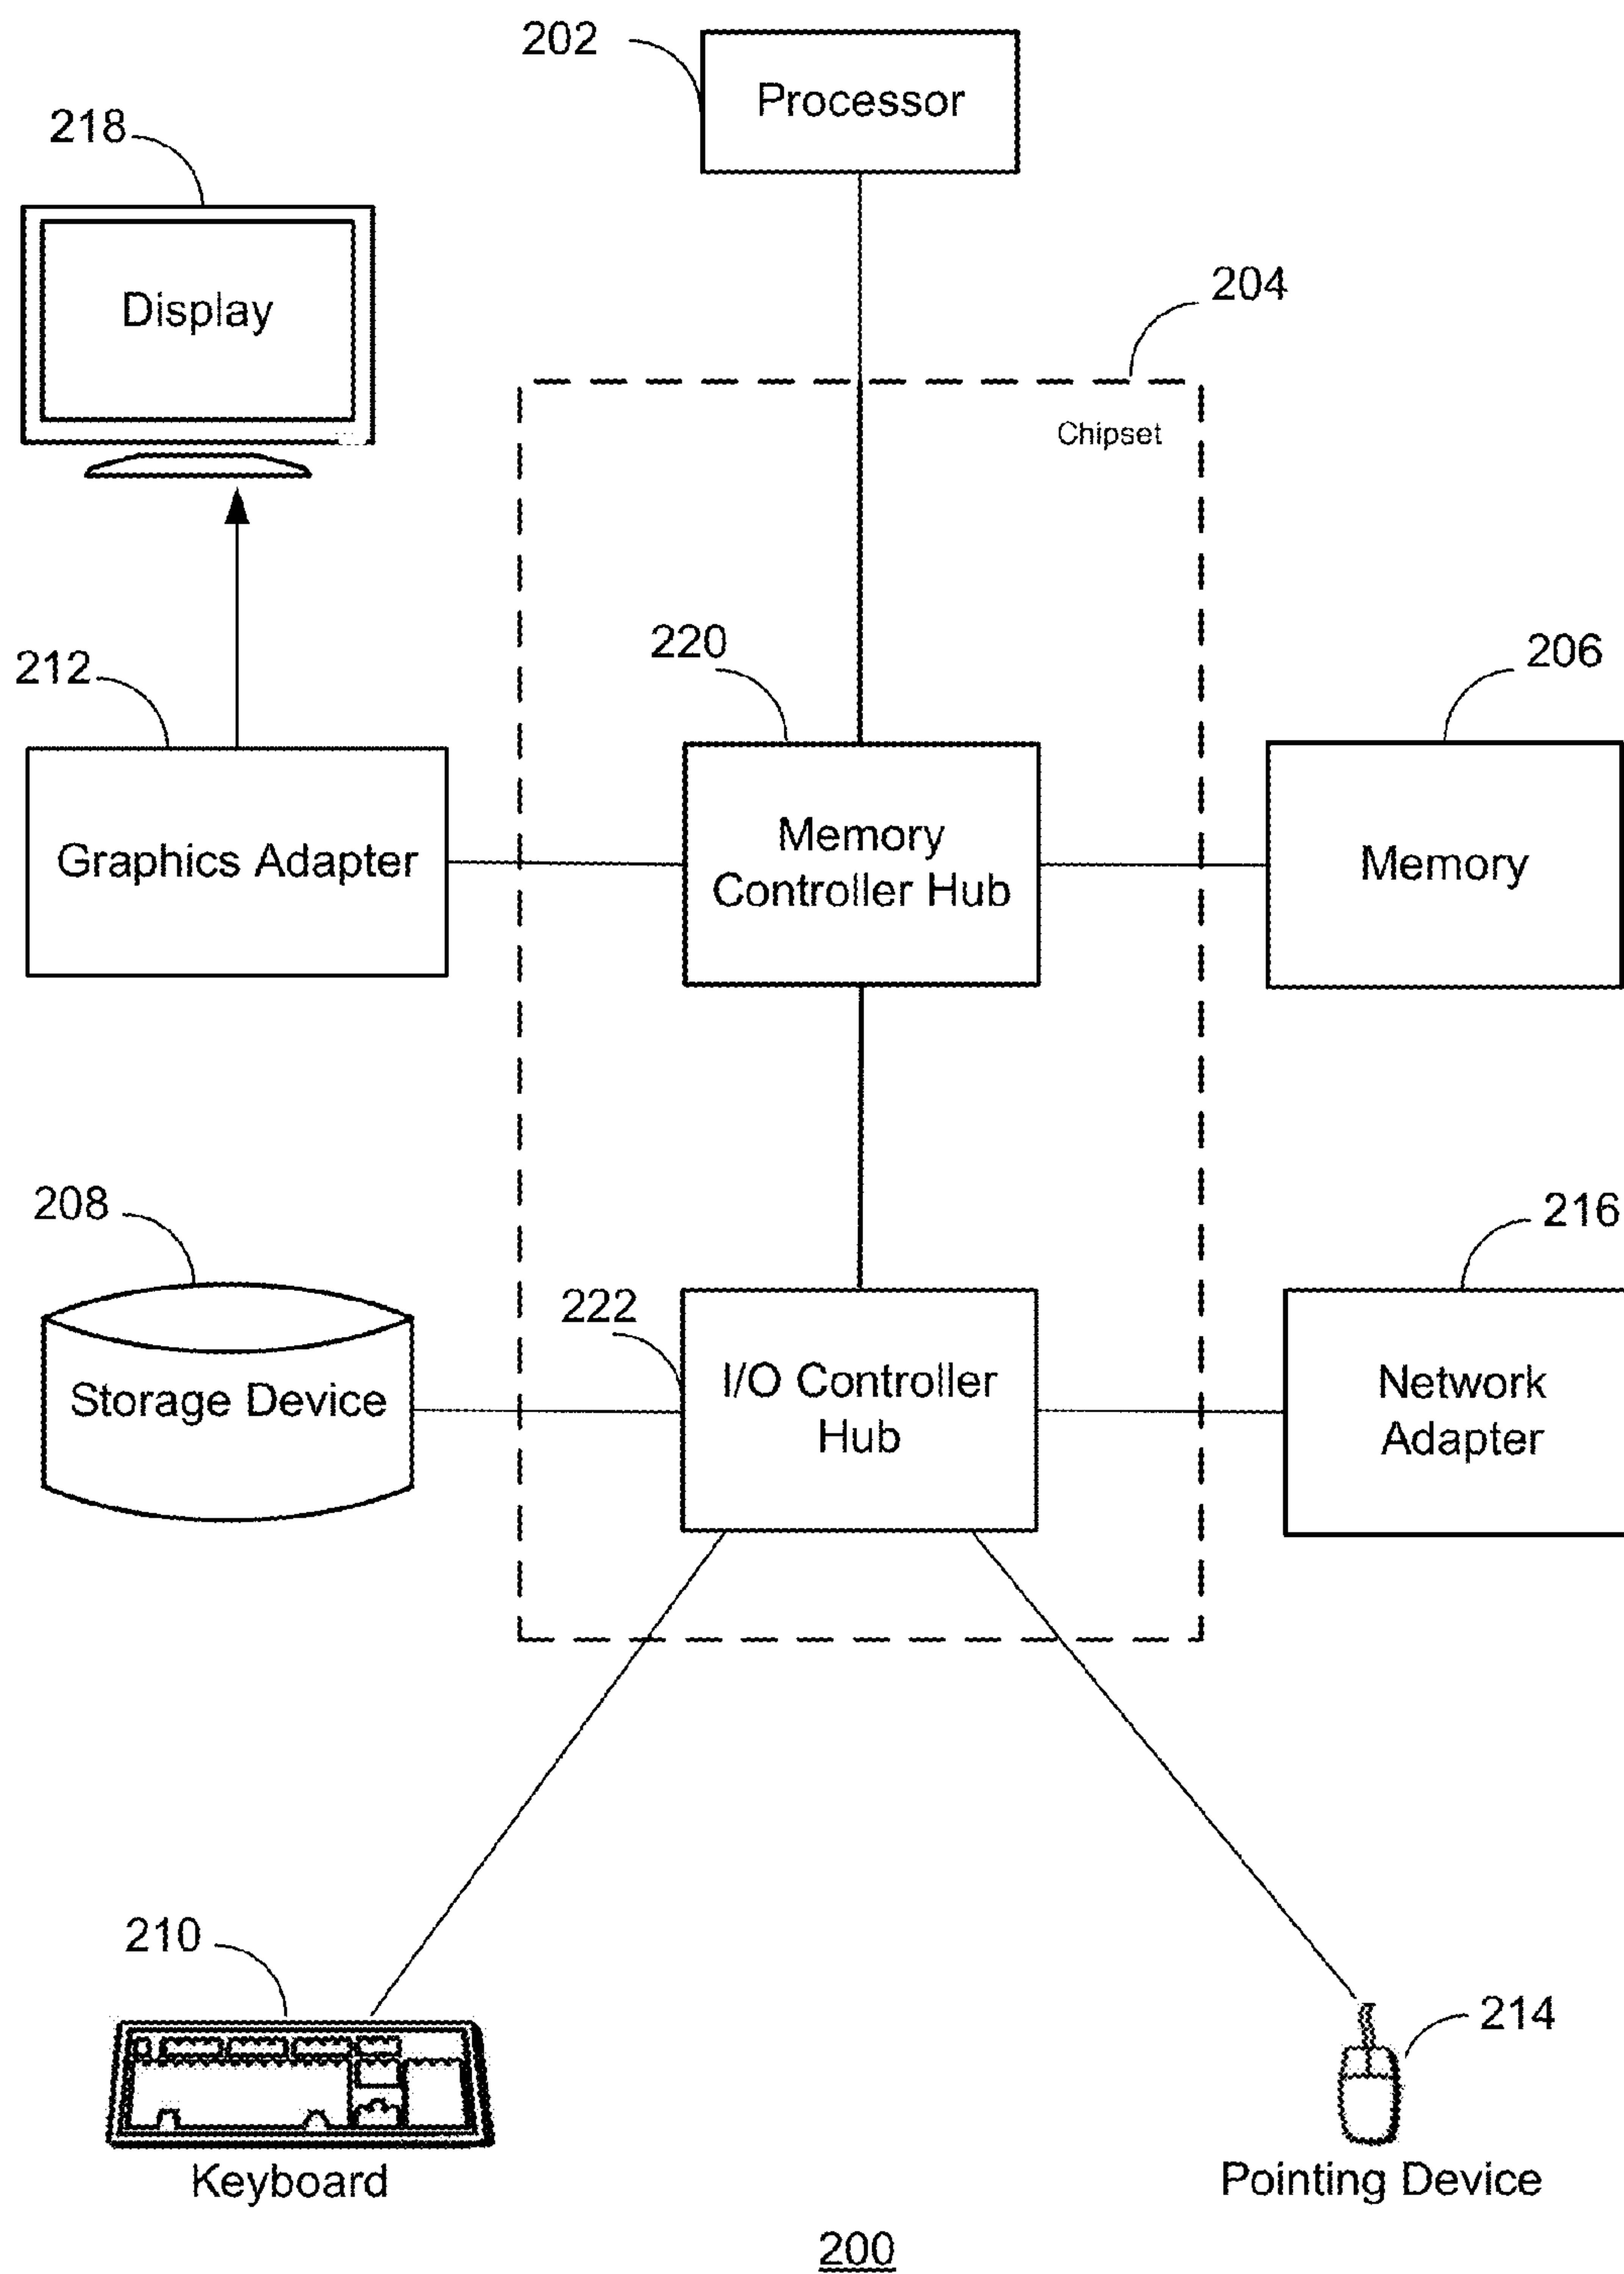 202
Processor
218
Display
204
Chipset
212
220
206
Graphics Adapter
Memory
Controller Hub
Memory
208
222
216
Storage Device
I/O Controller
Hub
Network
Adapter
210
214
Keyboard
Pointing Device
200